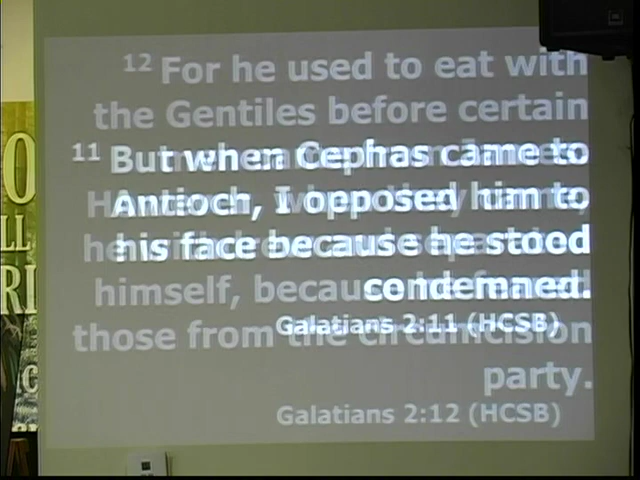 12 For he used to eat with
the Gentiles before certain
11 But when Cephas came to
Antioch, I opposed him to
his face because he stood
condemned.
himself, because
Galatians 2:11 (HCSB)
those from the circumcision
party.
Galatians 2:12 (HCSB)